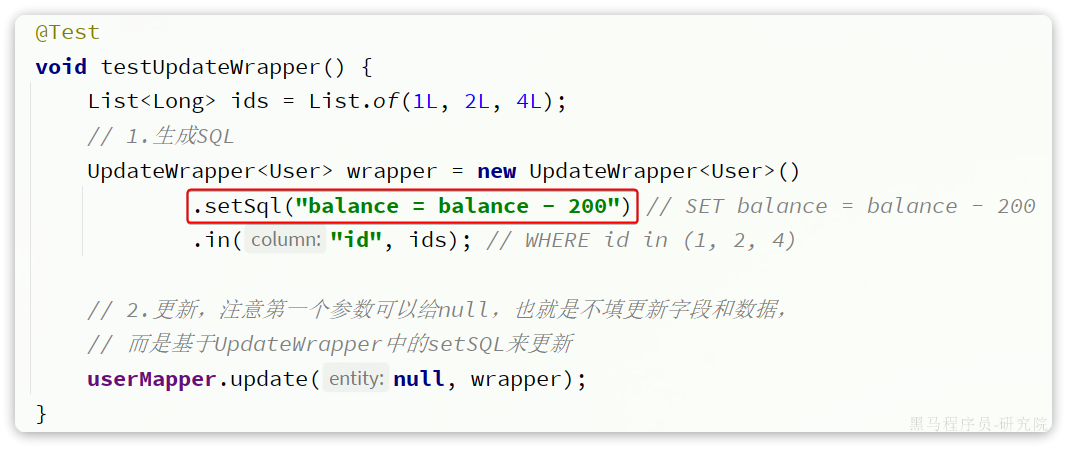 @Test
void testUpdateWrapper() {
List<Long> ids = List.of(1L, 2L, 4L);
// 1.生成SQL
UpdateWrapper<User> wrapper = new UpdateWrapper<User>()
.setSql("balance = balance - 200") // SET balance = balance - 200
.in( column: "id", ids); // WHERE id in (1, 2, 4)
// 2.更新，注意第一个参数可以给null，也就是不填更新字段和数据，
// 而是基于UpdateWrapper中的setSQL来更新
userMapper.update( entity: null, wrapper);
}
黑马程序员-研究院